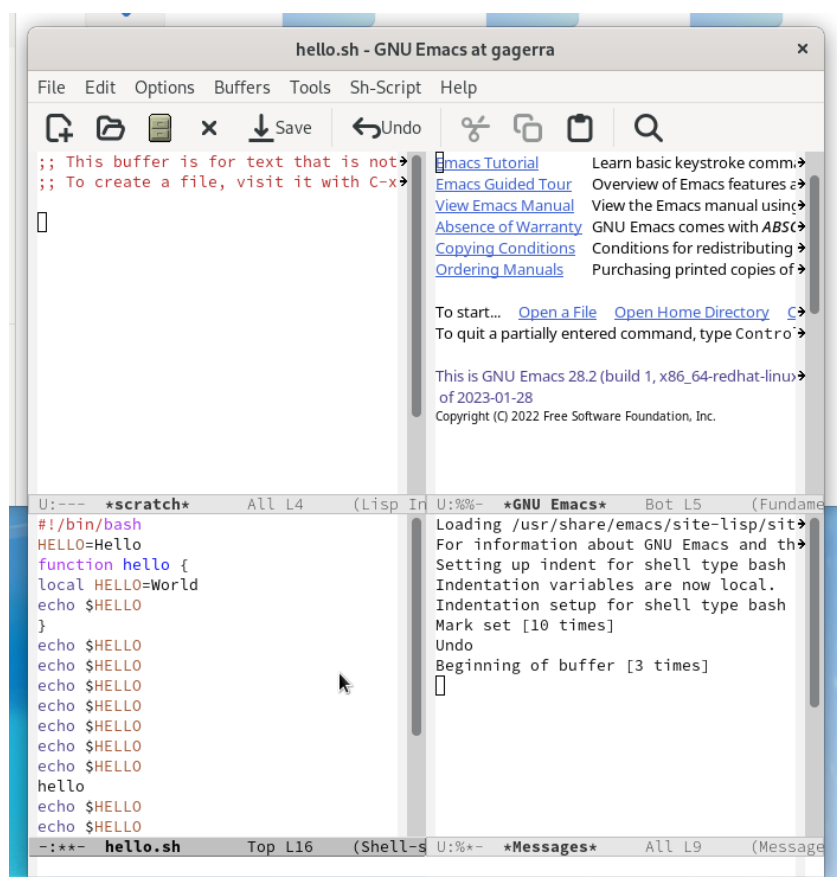 hello.sh - GNU Emacs at gagerra
File Edit Options Buffers Tools Sh-Script Help
Save Undo
;; This buffer is for text that is not
;; To create a file, visit it with C-x
U:--- *scratch* All L4 (Lisp In
Emacs Tutorial Learn basic keystroke comm
Emacs Guided Tour Overview of Emacs features a
View Emacs Manual View the Emacs manual using
Absence of Warranty GNU Emacs comes with ABSO
Copying Conditions Conditions for redistributing
Ordering Manuals Purchasing printed copies of
To start... Open a File Open Home Directory C
To quit a partially entered command, type Contro
This is GNU Emacs 28.2 (build 1, x86_64-redhat-linux
of 2023-01-28
Copyright (C) 2022 Free Software Foundation, Inc.
U:%%- *GNU Emacs* Bot L5 (Fundame
#!/bin/bash
HELLO=Hello
function hello {
local HELLO=World
echo $HELLO
}
echo $HELLO
echo $HELLO
echo $HELLO
echo $HELLO
echo $HELLO
echo $HELLO
echo $HELLO
hello
echo $HELLO
echo $HELLO
-:**- hello.sh Top L16 (Shell-s
Loading /usr/share/emacs/site-lisp/sit
For information about GNU Emacs and th
Setting up indent for shell type bash
Indentation variables are now local.
Indentation setup for shell type bash
Mark set [10 times]
Undo
Beginning of buffer [3 times]
U:%*- *Messages* All L9 (Message